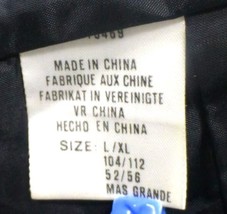 MADE IN CHINA
FABRIQUE AUX CHINE
FABRIKAT IN VEREINIGTE
VR CHINA
HECHO EN CHINA
SIZE: L/XL
104/112
52/56
MAS GRANDE